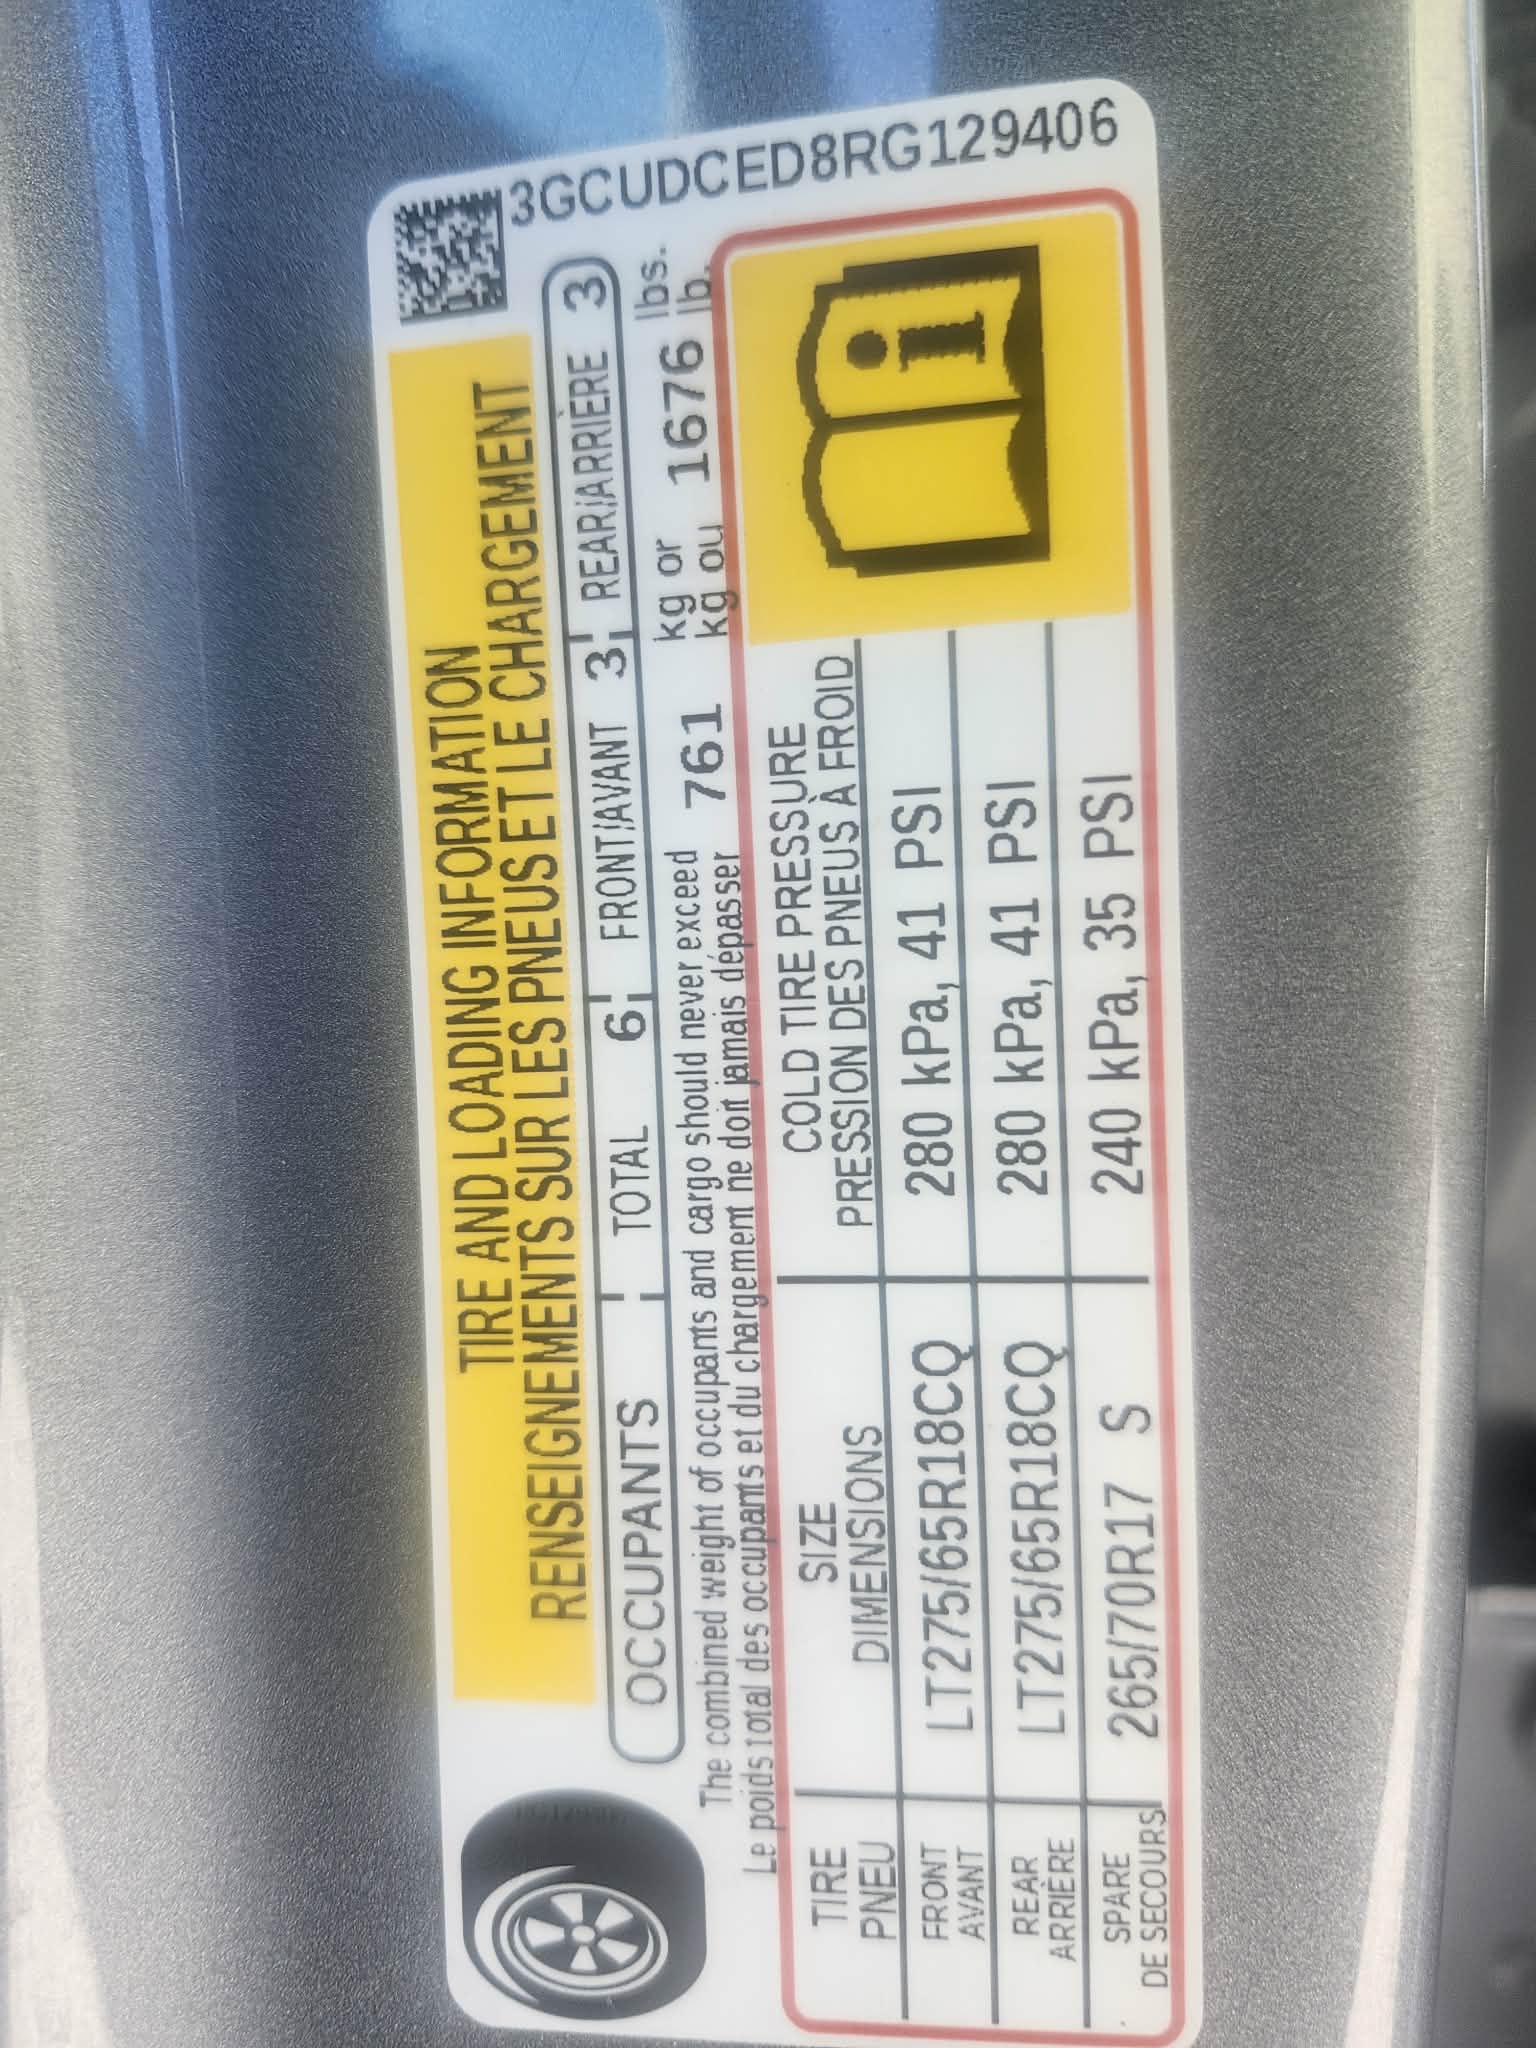 3GCUDCED8RG129406
TIRE AND LOADING INFORMATION
RENSEIGNEMENTS SUR LES PNEUS ET LE CHARGEMENT
OCCUPANTS TOTAL 6 FRONT/AVANT 3 REAR/ARRIÈRE 3
The combined weight of occupants and cargo should never exceed 761 kg or 1676 lbs.
Le poids total des occupants et du chargement ne doit jamais dépasser kg ou lb.
TIRE SIZE COLD TIRE PRESSURE
PNEU DIMENSIONS PRESSION DES PNEUS À FROID
FRONT
AVANT LT275/65R18CQ 280 kPa, 41 PSI
REAR
ARRIÈRE LT275/65R18CQ 280 kPa, 41 PSI
SPARE
DE SECOURS 265/70R17 S 240 kPa, 35 PSI
i